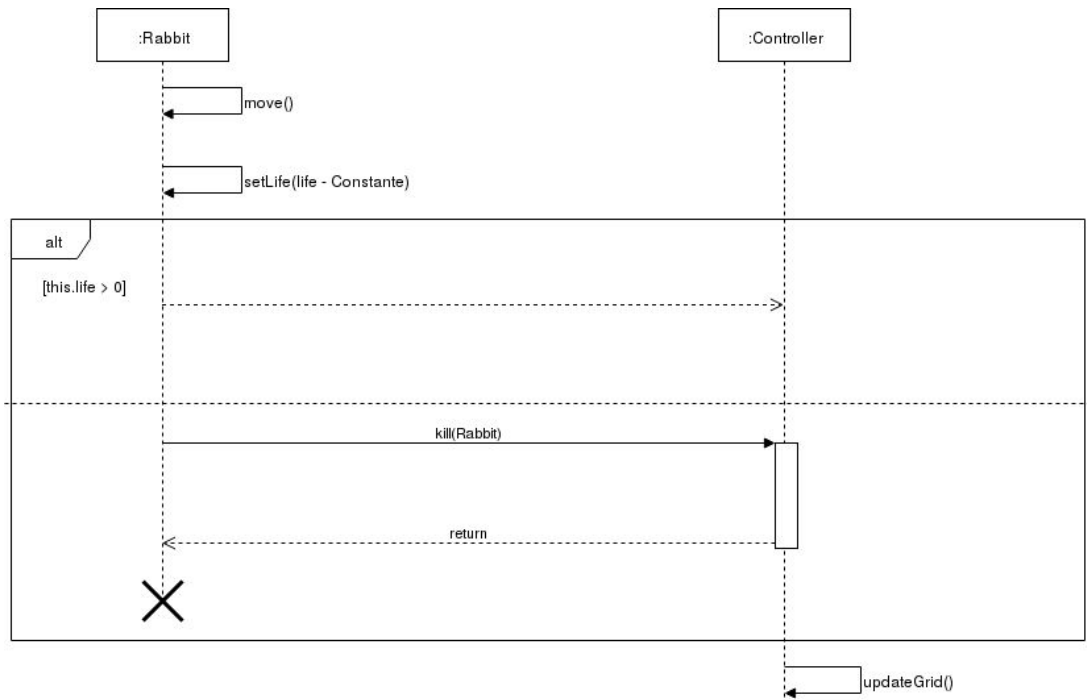 :Rabbit
:Controller
move()
setLife(life - Constante)
alt
[this.life > 0]
kill(Rabbit)
return
updateGrid()